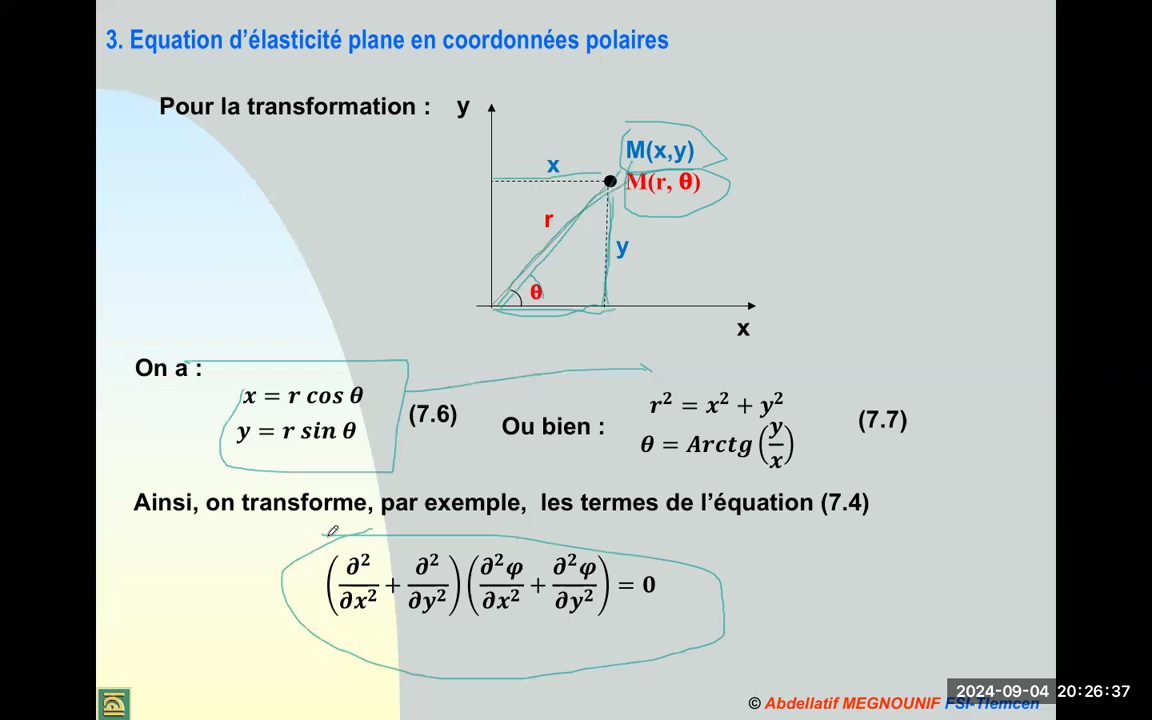 3. Equation d'élasticité plane en coordonnées polaires
Pour la transformation :
y
x
M(x,y)
M(r, θ)
r
y
θ
x
On a :
x = r cos θ
y = r sin θ
(7.6)
Ou bien :
r² = x² + y²
θ = Arctg (y/x)
(7.7)
Ainsi, on transforme, par exemple, les termes de l'équation (7.4)
(∂²/∂x² + ∂²/∂y²) (∂²φ/∂x² + ∂²φ/∂y²) = 0
2024-09-04 20:26:37
© Abdellatif MEGNOUNIF FSI-Tlemcen